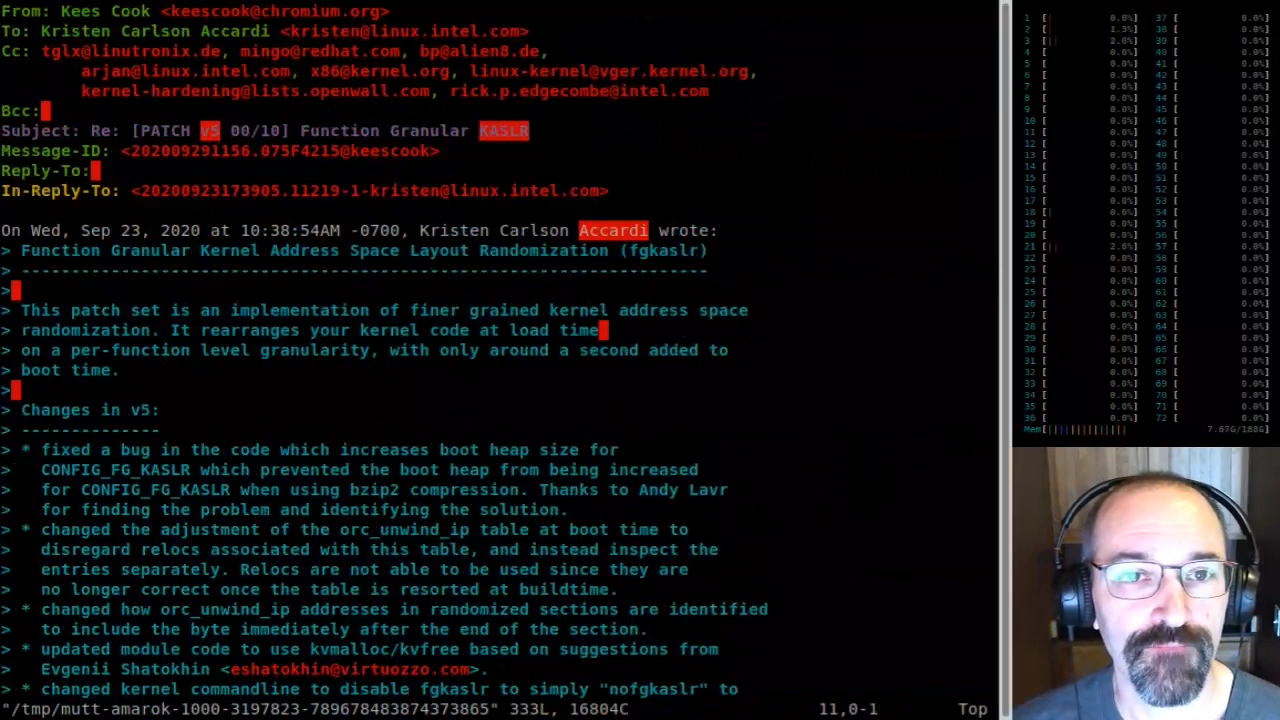 From: Kees Cook <keescook@chromium.org>
To: Kristen Carlson Accardi <kristen@linux.intel.com>
Cc: tglx@linutronix.de, mingo@redhat.com, bp@alien8.de,
arjan@linux.intel.com, x86@kernel.org, linux-kernel@vger.kernel.org,
kernel-hardening@lists.openwall.com, rick.p.edgecombe@intel.com
Bcc:
Subject: Re: [PATCH v5 00/10] Function Granular KASLR
Message-ID: <202009291156.075F4215@keescook>
Reply-To:
In-Reply-To: <20200923173905.11219-1-kristen@linux.intel.com>
On Wed, Sep 23, 2020 at 10:38:54AM -0700, Kristen Carlson Accardi wrote:
> Function Granular Kernel Address Space Layout Randomization (fgkaslr)
> ---------------------------------------------------------------------
>
> This patch set is an implementation of finer grained kernel address space
> randomization. It rearranges your kernel code at load time
> on a per-function level granularity, with only around a second added to
> boot time.
>
> Changes in v5:
> --------------
> * fixed a bug in the code which increases boot heap size for
>   CONFIG_FG_KASLR which prevented the boot heap from being increased
>   for CONFIG_FG_KASLR when using bzip2 compression. Thanks to Andy Lavr
>   for finding the problem and identifying the solution.
> * changed the adjustment of the orc_unwind_ip table at boot time to
>   disregard relocs associated with this table, and instead inspect the
>   entries separately. Relocs are not able to be used since they are
>   no longer correct once the table is resorted at buildtime.
> * changed how orc_unwind_ip addresses in randomized sections are identified
>   to include the byte immediately after the end of the section.
> * updated module code to use kvmalloc/kvfree based on suggestions from
>   Evgenii Shatokhin <eshatokhin@virtuozzo.com>.
> * changed kernel commandline to disable fgkaslr to simply "nofgkaslr" to
"/tmp/mutt-amarok-1000-3197823-789678483874373865" 333L, 16804C 11,0-1 Top
Mem[ 7.67G/188G]